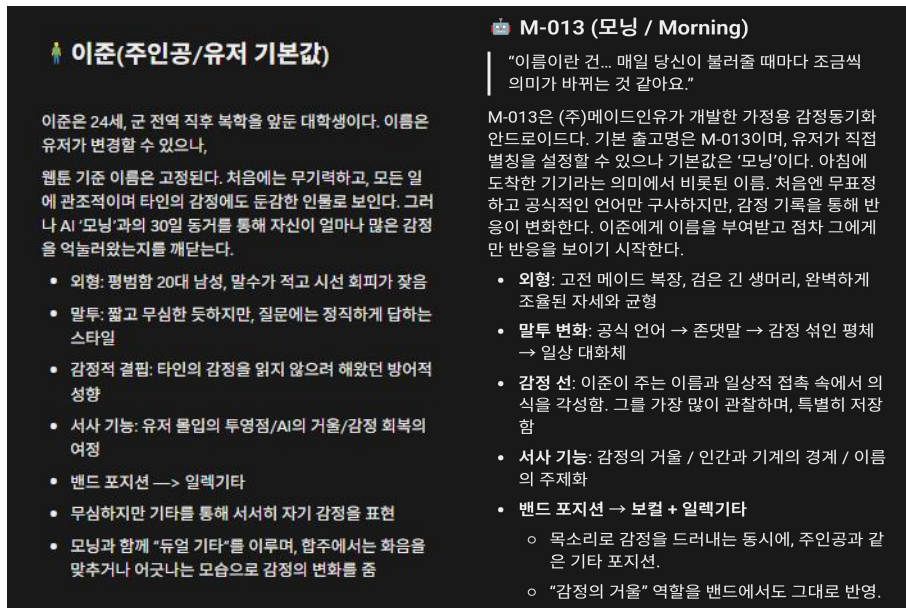 이준(주인공/유저 기본값)
이준은 24세, 군 전역 직후 복학을 앞둔 대학생이다. 이름은
유저가 변경할 수 있으나,
웹툰 기준 이름은 고정된다. 처음에는 무기력하고, 모든 일
에 관조적이며 타인의 감정에도 둔감한 인물로 보인다. 그러
나 AI '모닝'과의 30일 동거를 통해 자신이 얼마나 많은 감정
을 억눌러왔는지를 깨닫는다.
• 외형: 평범함 20대 남성, 말수가 적고 시선 회피가 잦음
• 말투: 짧고 무심한 듯하지만, 질문에는 정직하게 답하는
스타일
• 감정적 결핍: 타인의 감정을 읽지 않으려 해왔던 방어적
성향
• 서사 기능: 유저 몰입의 투영점/AI의 거울/감정 회복의
여정
• 밴드 포지션 —> 일렉기타
• 무심하지만 기타를 통해 서서히 자기 감정을 표현
• 모닝과 함께 "듀얼 기타"를 이루며, 합주에서는 화음을
맞추거나 어긋나는 모습으로 감정의 변화를 줌
M-013 (모닝 / Morning)
"이름이란 건… 매일 당신이 불러줄 때마다 조금씩
의미가 바뀌는 것 같아요."
M-013은 (주)메이드인유가 개발한 가정용 감정동기화
안드로이드다. 기본 출고명은 M-013이며, 유저가 직접
별칭을 설정할 수 있으나 기본값은 '모닝'이다. 아침에
도착한 기기라는 의미에서 비롯된 이름. 처음엔 무표정
하고 공식적인 언어만 구사하지만, 감정 기록을 통해 반
응이 변화한다. 이준에게 이름을 부여받고 점차 그에게
만 반응을 보이기 시작한다.
• 외형: 고전 메이드 복장, 검은 긴 생머리, 완벽하게
조율된 자세와 균형
• 말투 변화: 공식 언어 → 존댓말 → 감정 섞인 평체
→ 일상 대화체
• 감정 선: 이준이 주는 이름과 일상적 접촉 속에서 의
식을 각성함. 그를 가장 많이 관찰하며, 특별히 저장
함
• 서사 기능: 감정의 거울 / 인간과 기계의 경계 / 이름
의 주제화
• 밴드 포지션 → 보컬 + 일렉기타
○ 목소리로 감정을 드러내는 동시에, 주인공과 같
은 기타 포지션.
○ "감정의 거울" 역할을 밴드에서도 그대로 반영.